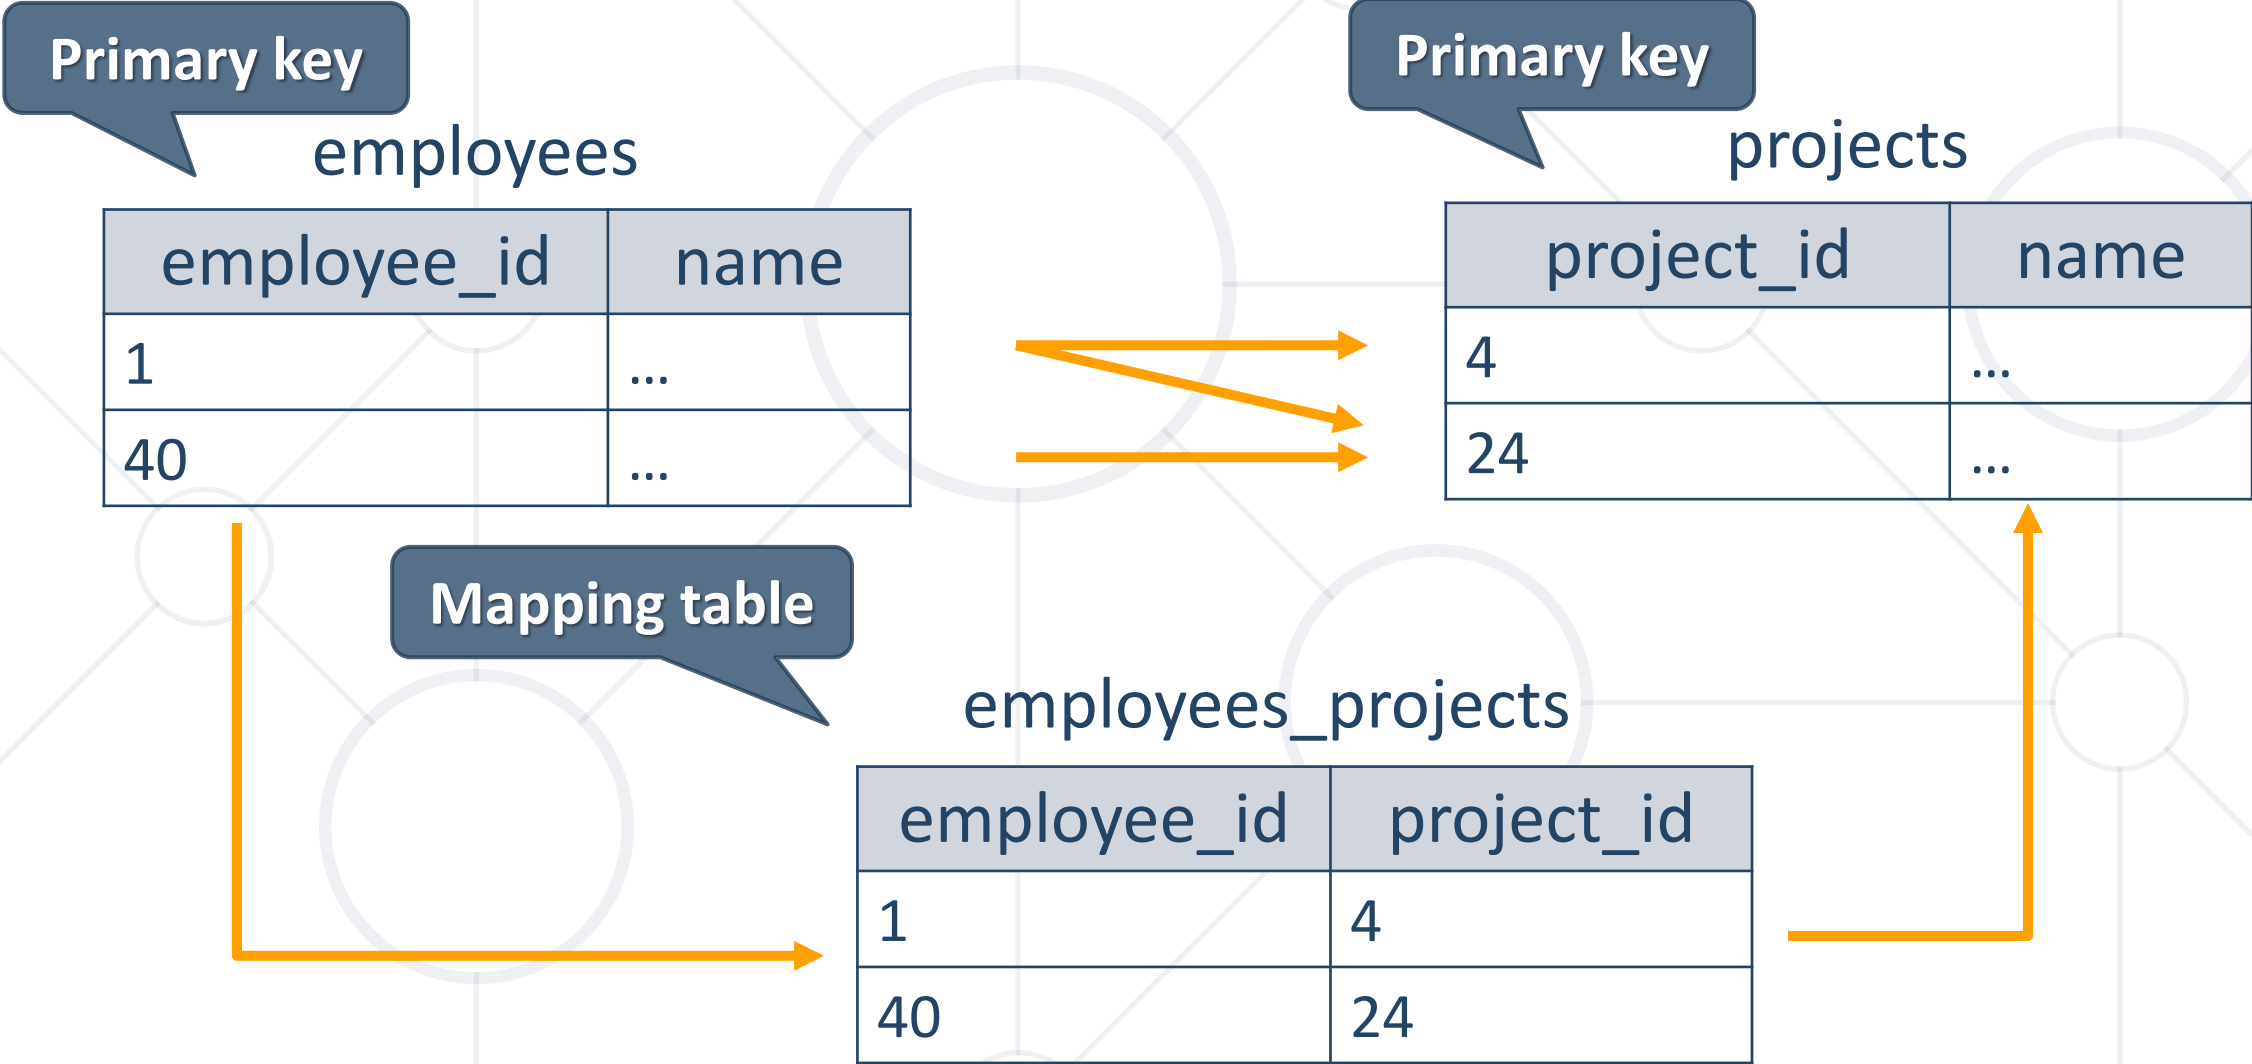 Primary key
Primary key
employees
projects
employee_id name
project_id name
1 ...
4 ...
40 ...
24 ...
Mapping table
employees_projects
employee_id project_id
1 4
40 24